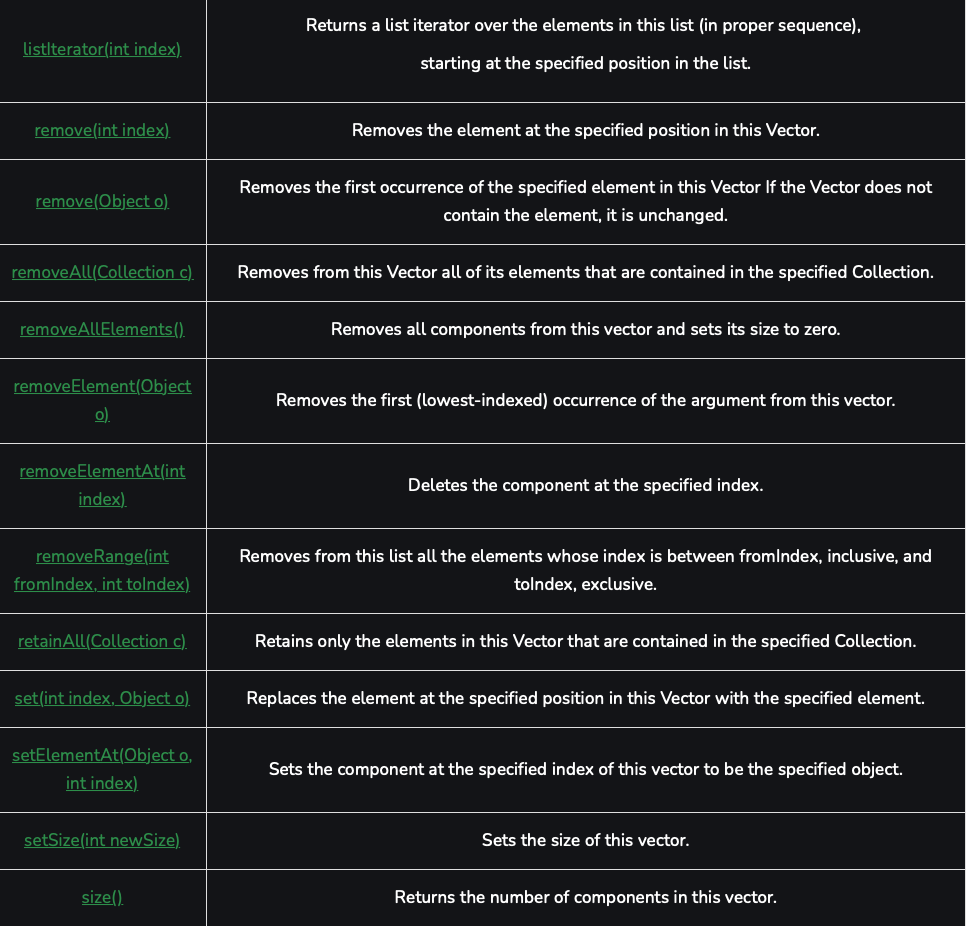 listIterator(int index)
Returns a list iterator over the elements in this list (in proper sequence),
starting at the specified position in the list.
remove(int index)
Removes the element at the specified position in this Vector.
remove(Object o)
Removes the first occurrence of the specified element in this Vector If the Vector does not
contain the element, it is unchanged.
removeAll(Collection c)
Removes from this Vector all of its elements that are contained in the specified Collection.
removeAllElements()
Removes all components from this vector and sets its size to zero.
removeElement(Object
o)
Removes the first (lowest-indexed) occurrence of the argument from this vector.
removeElementAt(int
index)
Deletes the component at the specified index.
removeRange(int
fromIndex, int toIndex)
Removes from this list all the elements whose index is between fromIndex, inclusive, and
toIndex, exclusive.
retainAll(Collection c)
Retains only the elements in this Vector that are contained in the specified Collection.
set(int index, Object o)
Replaces the element at the specified position in this Vector with the specified element.
setElementAt(Object o,
int index)
Sets the component at the specified index of this vector to be the specified object.
setSize(int newSize)
Sets the size of this vector.
size()
Returns the number of components in this vector.